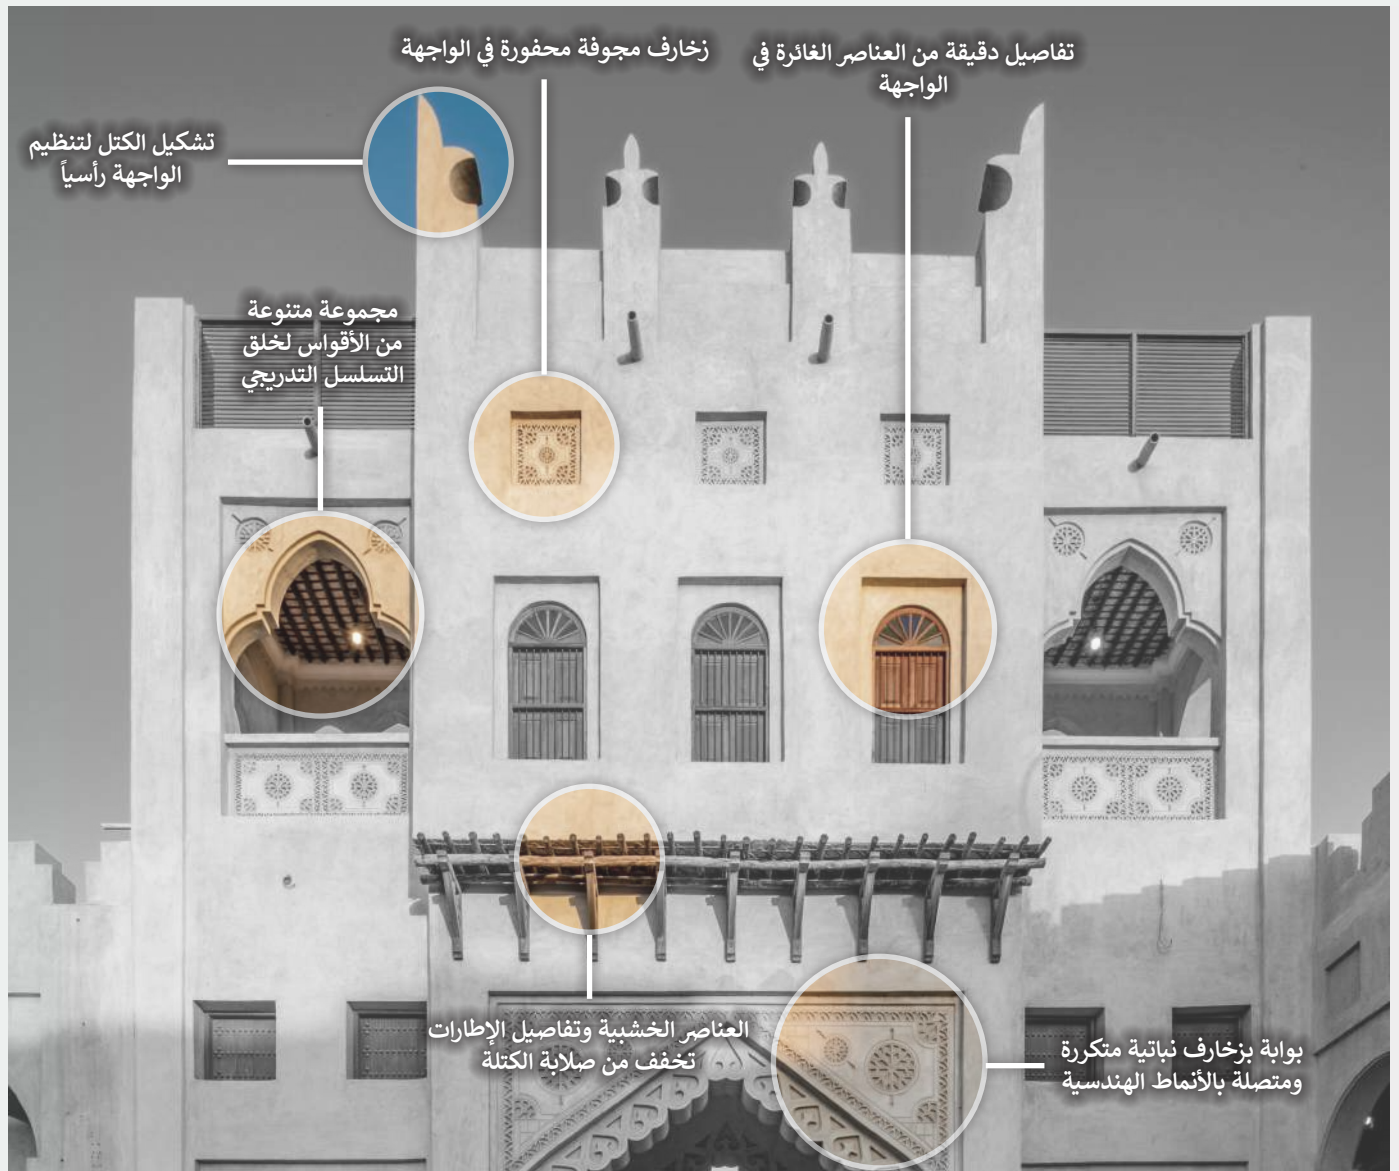 تفاصيل دقيقة من العناصر الغائرة في
الواجهة
زخارف مجوفة محفورة في الواجهة
تشكيل الكتل لتنظيم
الواجهة رأسياً
مجموعة متنوعة
من الأقواس لخلق
التسلسل التدريجي
العناصر الخشبية وتفاصيل الإطارات
تخفف من صلابة الكتلة
بوابة بزخارف نباتية متكررة
ومتصلة بالأنماط الهندسية